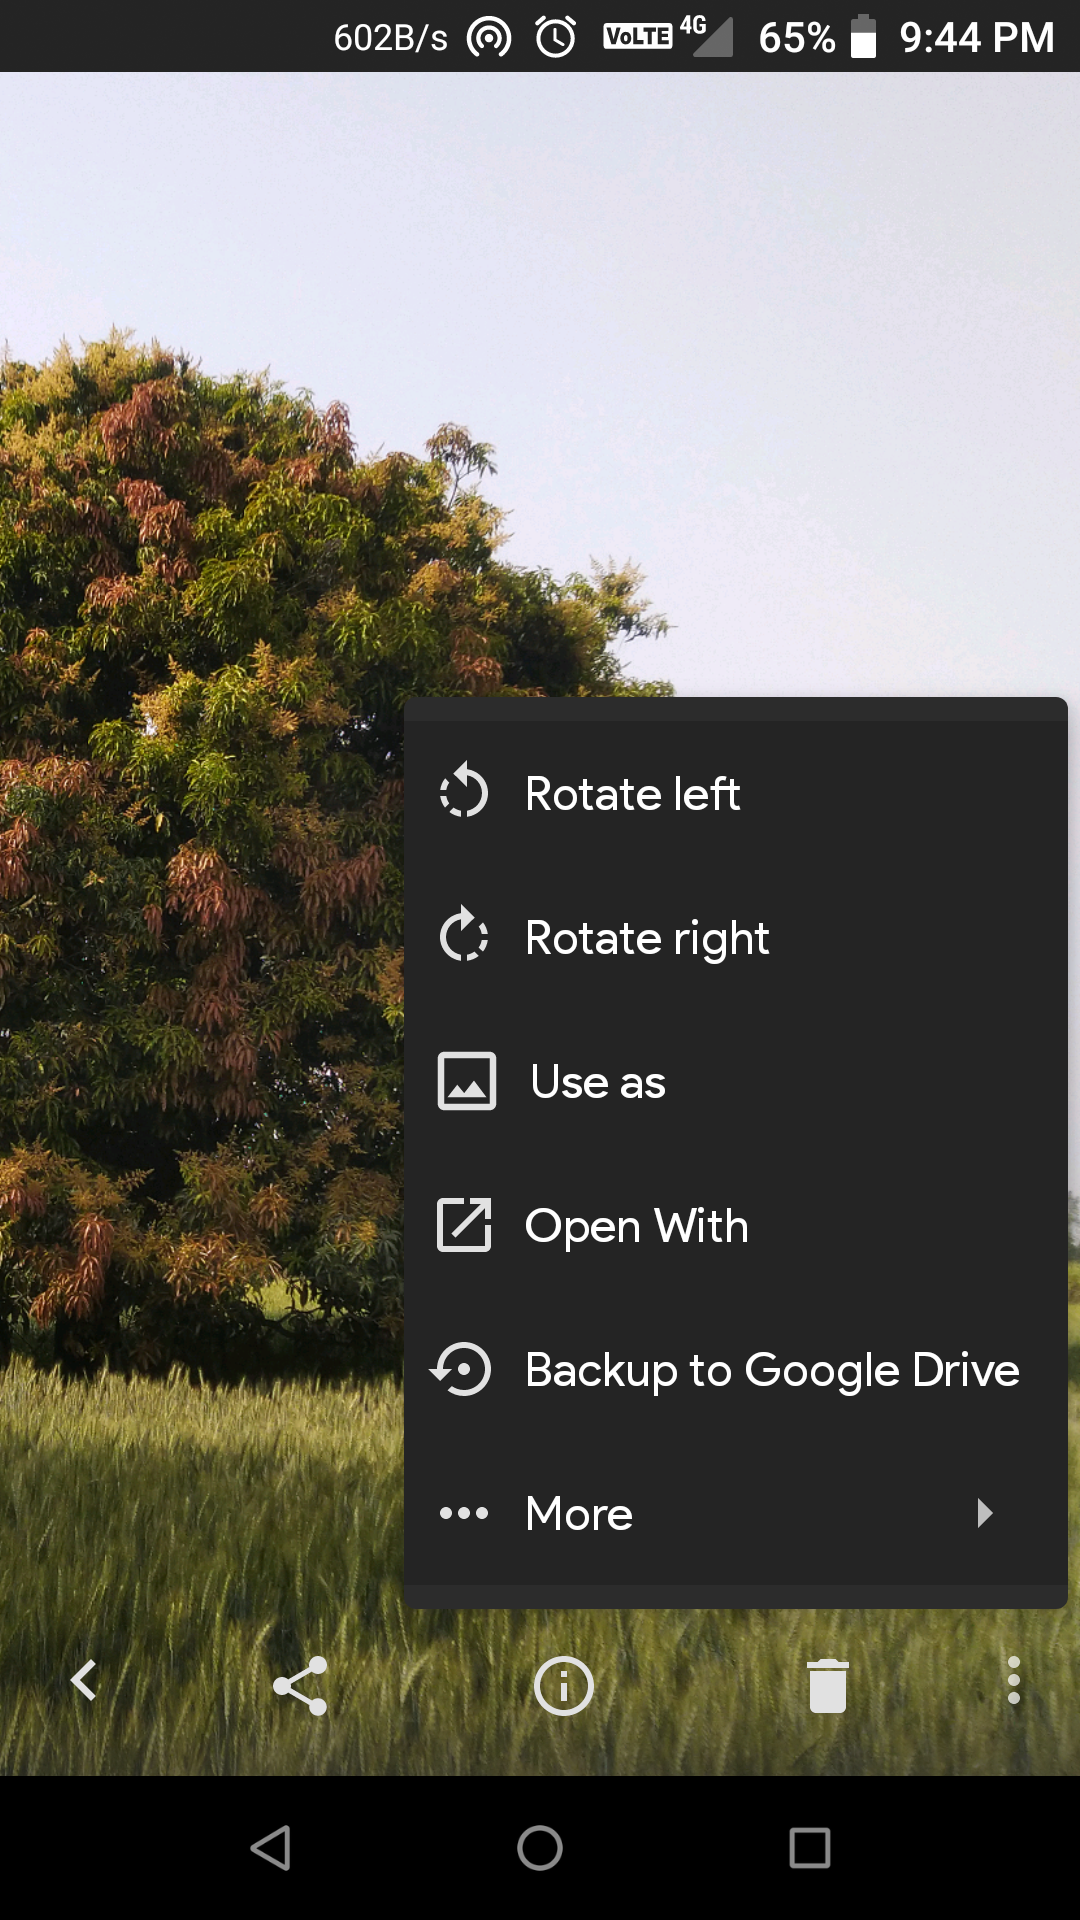 602B/s VoLTE 4G 65% 9:44 PM
Rotate left
Rotate right
Use as
Open With
Backup to Google Drive
More